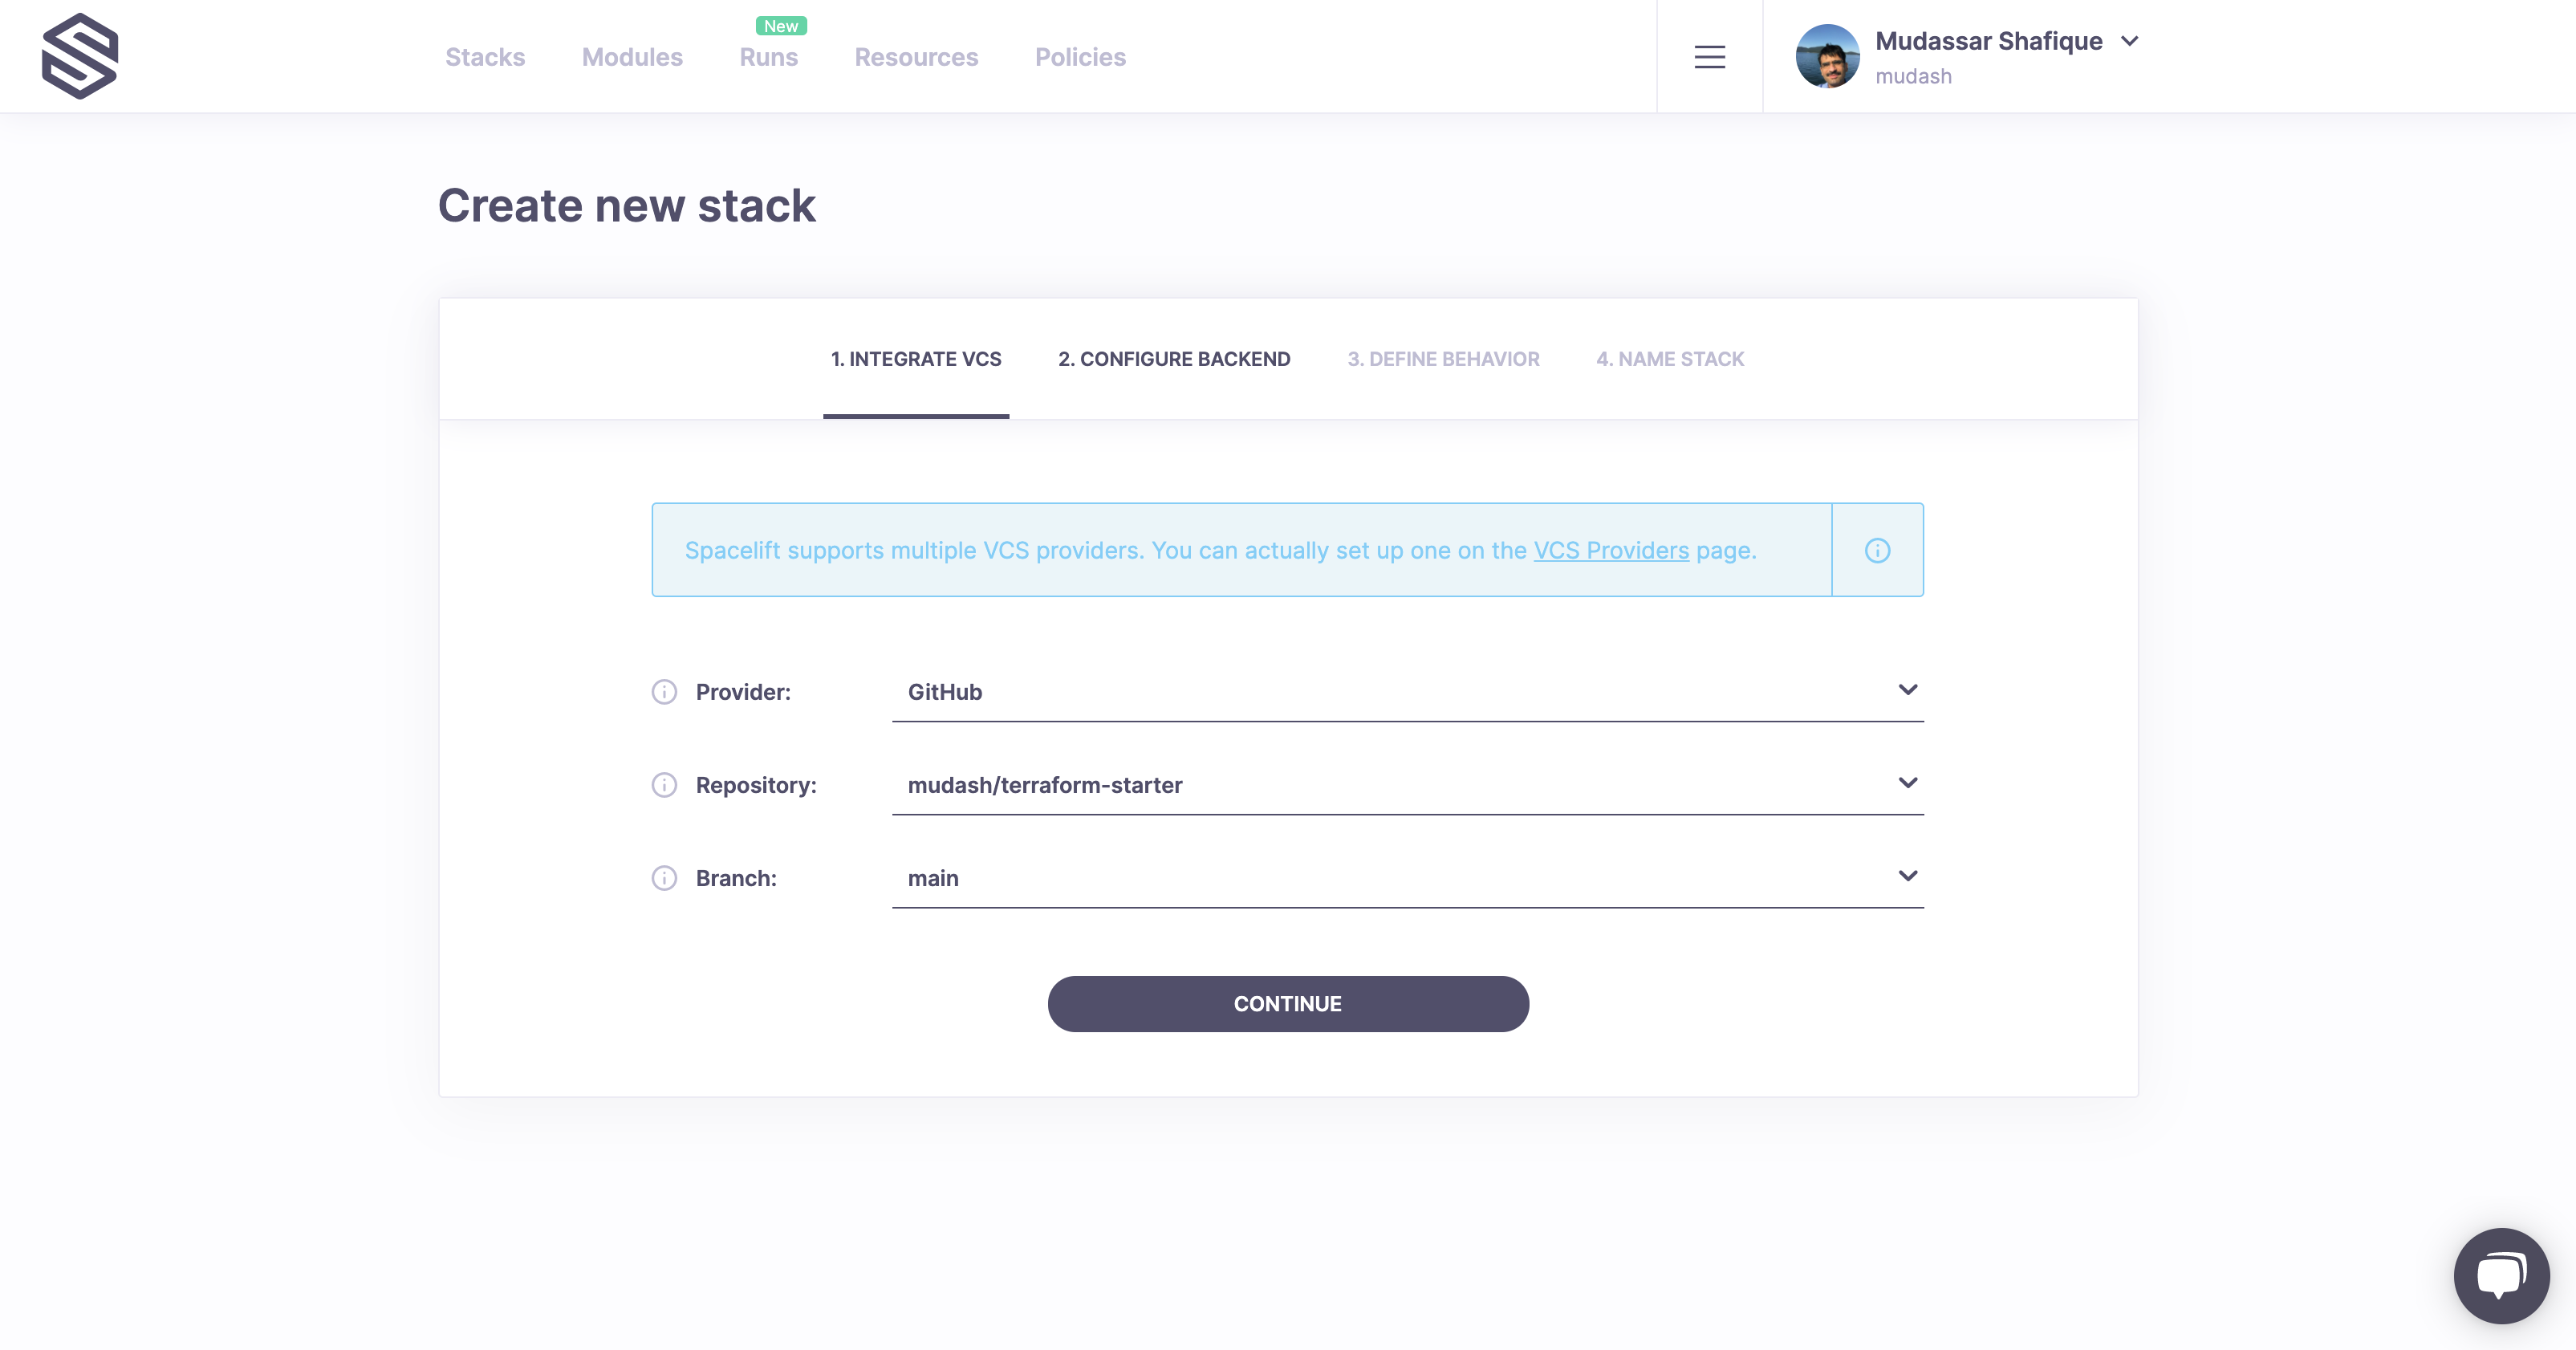 New
Stacks Modules Runs Resources Policies
Mudassar Shafique
mudash
Create new stack
1. INTEGRATE VCS 2. CONFIGURE BACKEND 3. DEFINE BEHAVIOR 4. NAME STACK
Spacelift supports multiple VCS providers. You can actually set up one on the VCS Providers page.
Provider: GitHub
Repository: mudash/terraform-starter
Branch: main
CONTINUE